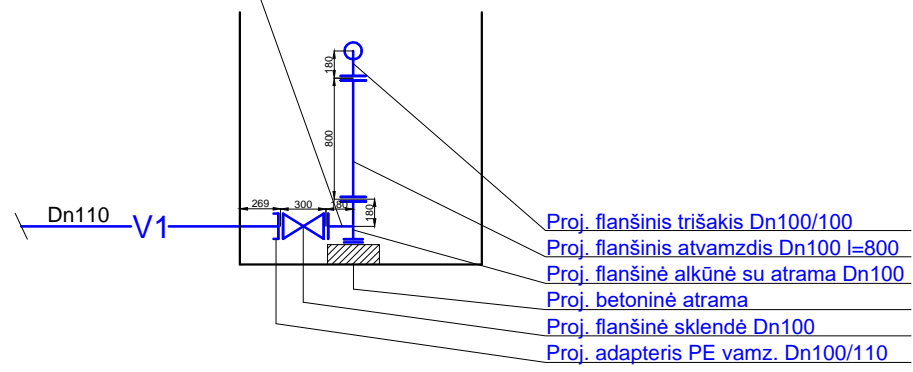 180
800
269
300
180
180
Dn110
V1
Proj. flanšinis trišakis Dn100/100
Proj. flanšinis atvamzdis Dn100 l=800
Proj. flanšinė alkūnė su atrama Dn100
Proj. betoninė atrama
Proj. flanšinė sklendė Dn100
Proj. adapteris PE vamz. Dn100/110